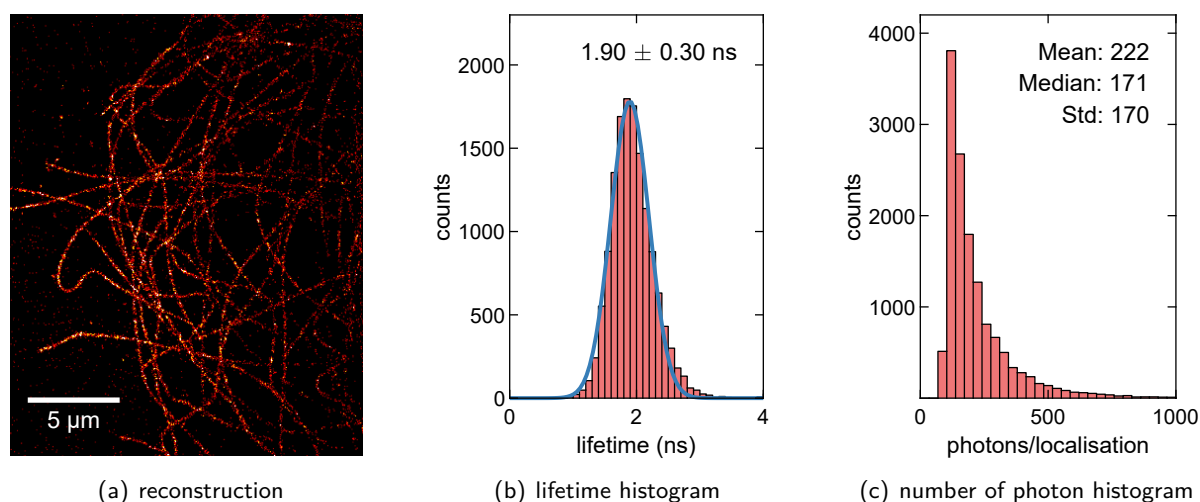 5 µm
(a) reconstruction
1.90 ± 0.30 ns
2000
1500
1000
500
0
counts
0
2
4
lifetime (ns)
(b) lifetime histogram
Mean: 222
Median: 171
Std: 170
4000
3000
2000
1000
0
counts
0
500
1000
photons/localisation
(c) number of photon histogram